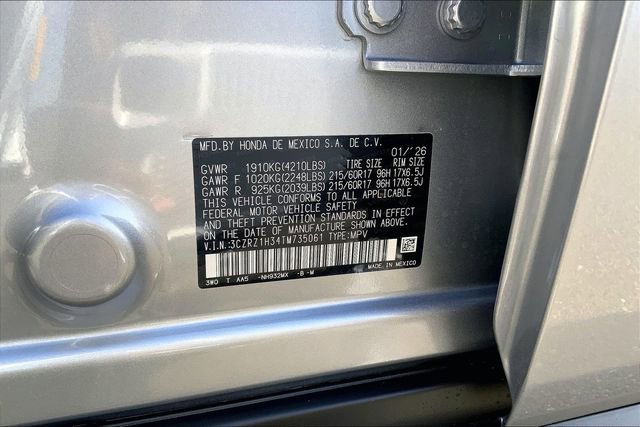 MFD.BY HONDA DE MEXICO S.A. DE C.V.
01/'26
GVWR 1910KG(4210LBS) TIRE SIZE RIM SIZE
GAWR F 1020KG(2248LBS) 215/60R17 96H 17X6.5J
GAWR R 925KG(2039LBS) 215/60R17 96H 17X6.5J
THIS VEHICLE CONFORMS TO ALL APPLICABLE
FEDERAL MOTOR VEHICLE SAFETY
AND THEFT PREVENTION STANDARDS IN EFFECT
ON THE DATE OF MANUFACTURE SHOWN ABOVE.
V.I.N.:3CZRZ1H34TM735061 TYPE:MPV
MADE IN MEXICO
3W0 T AA5 -NH932MX -B -M